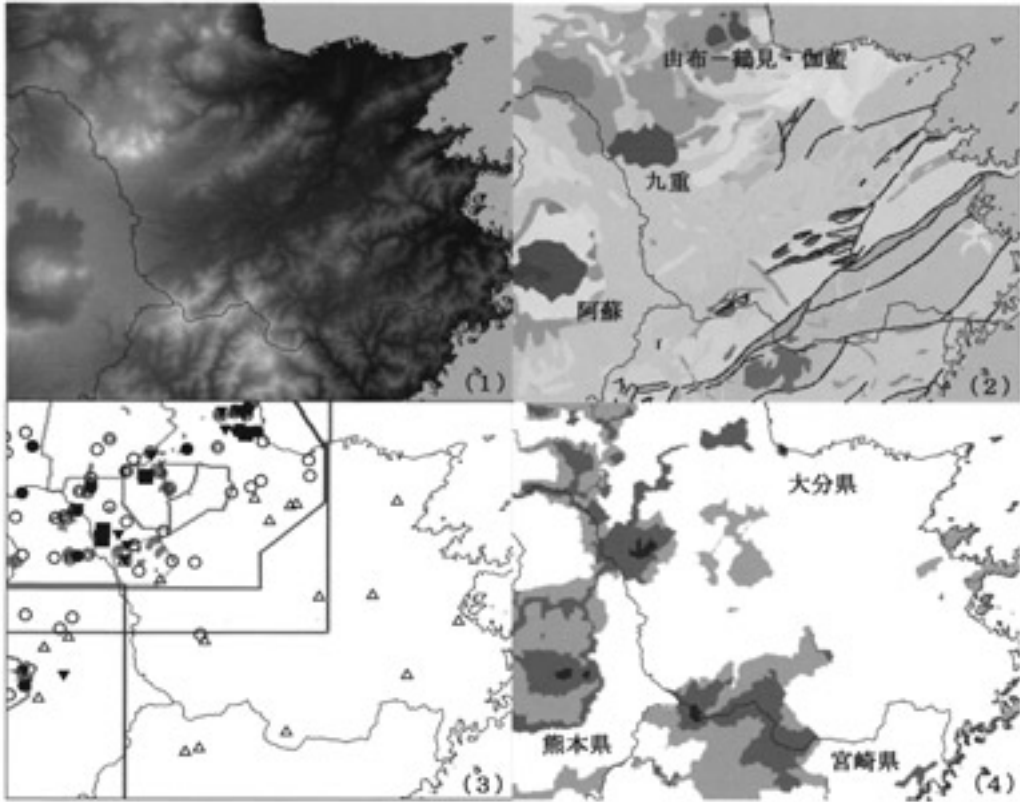 由布－鶴見・伽藍
九重
阿蘇
(1)
(2)
大分県
熊本県
宮崎県
(3)
(4)